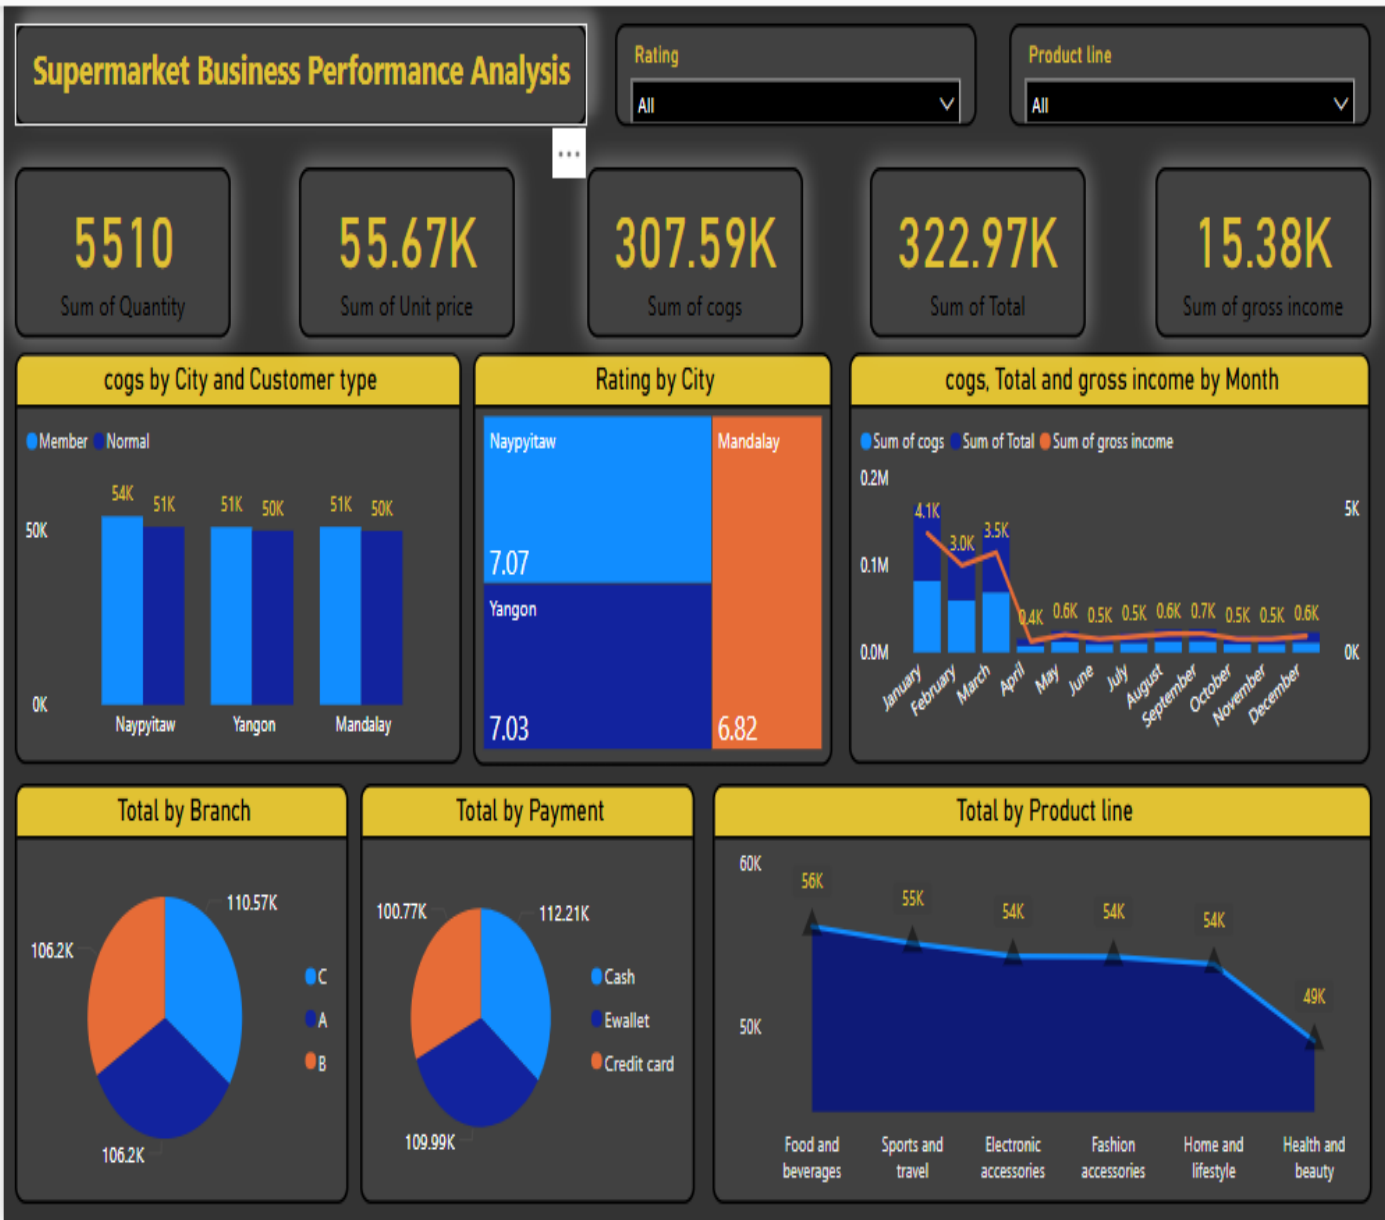 Supermarket Business Performance Analysis
Rating
All
Product line
All
...
5510
Sum of Quantity
55.67K
Sum of Unit price
307.59K
Sum of cogs
322.97K
Sum of Total
15.38K
Sum of gross income
cogs by City and Customer type
Member Normal
54K 51K 51K 50K 51K 50K
50K
0K
Naypyitaw Yangon Mandalay
Rating by City
Naypyitaw
7.07
Yangon
7.03
Mandalay
6.82
cogs, Total and gross income by Month
Sum of cogs Sum of Total Sum of gross income
0.2M
0.1M
0.0M
5K
0K
4.1K 3.0K 3.5K 0.4K 0.6K 0.5K 0.5K 0.6K 0.7K 0.5K 0.5K 0.6K
January February March April May June July August September October November December
Total by Branch
110.57K
106.2K
106.2K
C
A
B
Total by Payment
100.77K
112.21K
109.99K
Cash
Ewallet
Credit card
Total by Product line
60K
50K
56K 55K 54K 54K 54K 49K
Food and beverages
Sports and travel
Electronic accessories
Fashion accessories
Home and lifestyle
Health and beauty